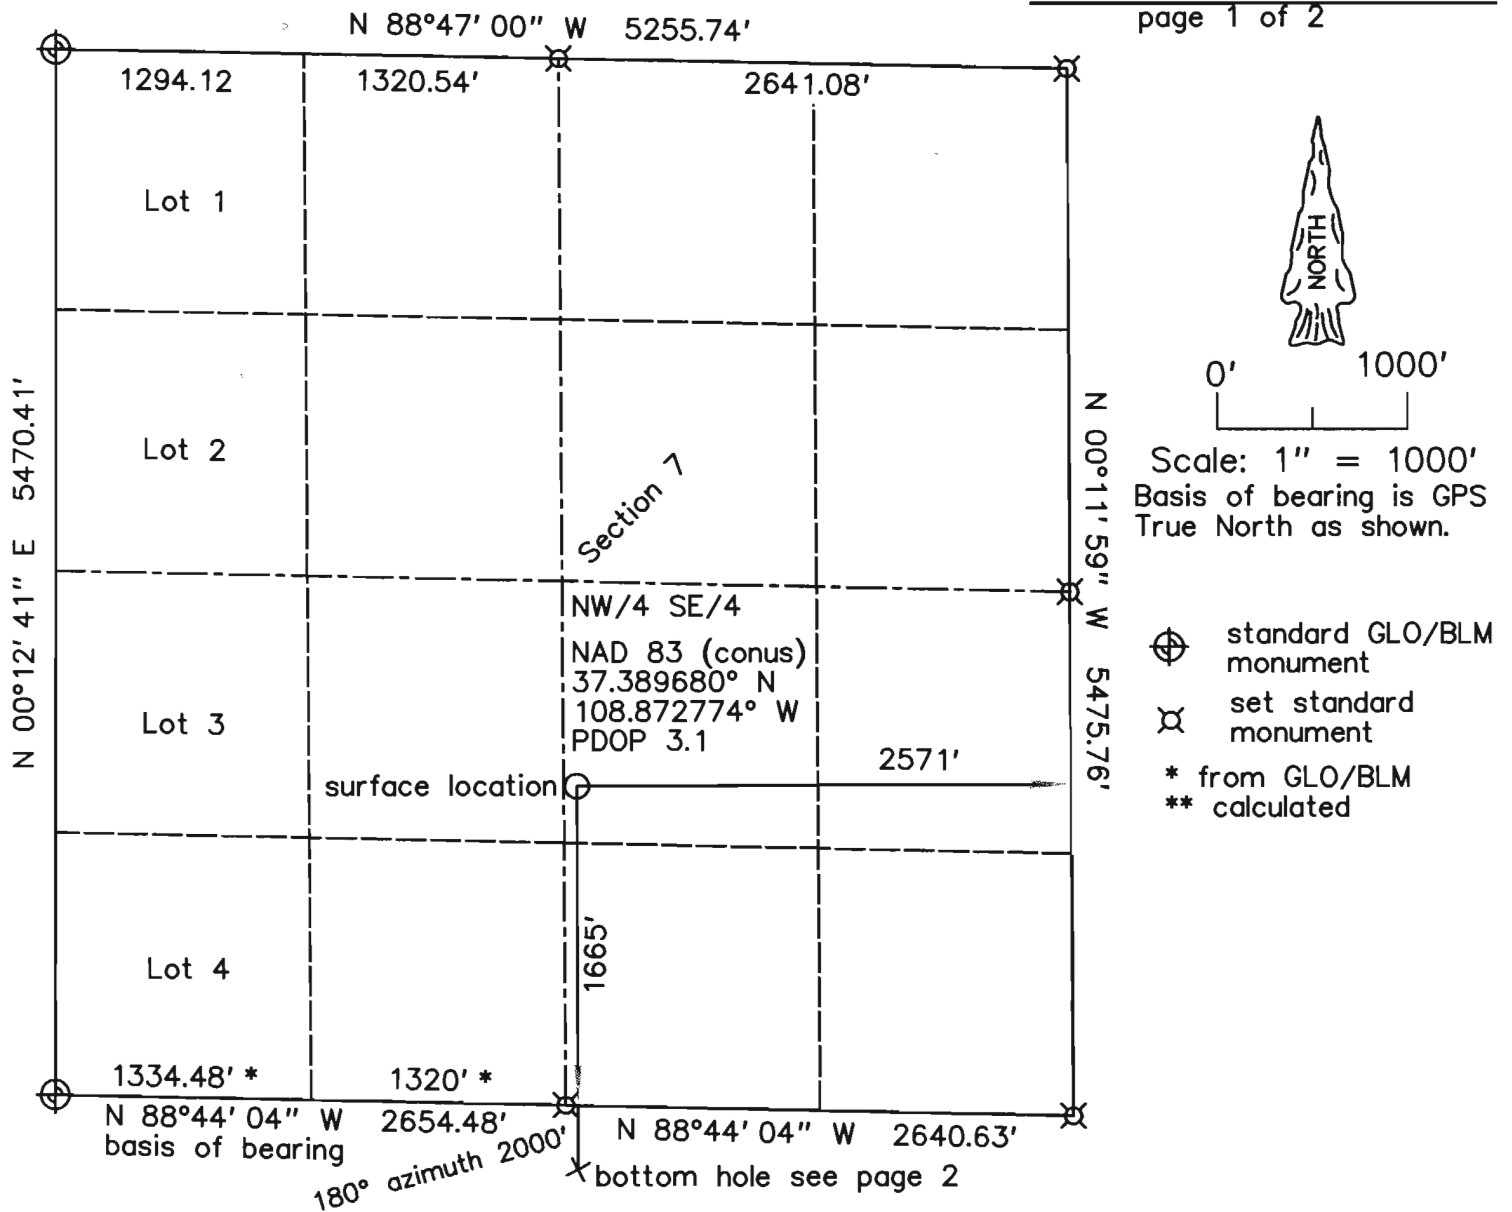 page 1 of 2
N 88°47'00" W 5255.74'
1294.12 1320.54' 2641.08'
Lot 1
NORTH
0' 1000'
Scale: 1" = 1000'
Basis of bearing is GPS
True North as shown.
N 00°12'41" E 5470.41'
Lot 2
Section 7
N 00°11'59" W 5475.76'
NW/4 SE/4
NAD 83 (conus)
37.389680° N
108.872774° W
PDOP 3.1
Lot 3
standard GLO/BLM
monument
set standard
monument
* from GLO/BLM
** calculated
surface location
2571'
1665'
Lot 4
1334.48' * 1320' *
N 88°44'04" W 2654.48'
basis of bearing
N 88°44'04" W 2640.63'
180° azimuth 2000'
bottom hole see page 2